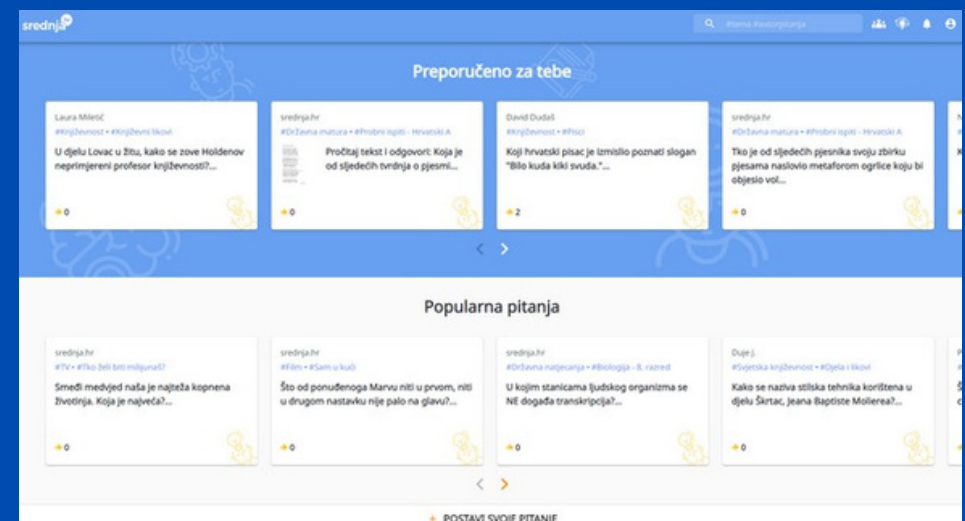 srednja
#tema #autorpitanja
Preporučeno za tebe
Laura Miletić
#Književnost • #Književni likovi
U djelu Lovac u žitu, kako se zove Holdenov
neprimjereni profesor književnosti?...
0
srednja.hr
#Državna matura • #Probni ispiti - Hrvatski A
Pročitaj tekst i odgovori: Koja je
od sljedećih tvrdnja o pjesmi...
0
David Dudaš
#Književnost • #Pisci
Koji hrvatski pisac je izmislio poznati slogan
"Bilo kuda kiki svuda."...
2
srednja.hr
#Državna matura • #Probni ispiti - Hrvatski A
Tko je od sljedećih pjesnika svoju zbirku
pjesama naslovio metaforom ogrlice koju bi
objesio vol...
0
Popularna pitanja
srednja.hr
#TV • #Tko želi biti milijunaš?
Smeđi medvjed naša je najteža kopnena
životinja. Koja je najveća?...
0
srednja.hr
#Film • #Sam u kući
Što od ponuđenoga Marvu niti u prvom, niti
u drugom nastavku nije palo na glavu?...
0
srednja.hr
#Državna natjecanja • #Biologija - 8. razred
U kojim stanicama ljudskog organizma se
NE događa transkripcija?...
0
Duje J.
#Svjetska književnost • #Djela i likovi
Kako se naziva stilska tehnika korištena u
djelu Škrtac, Jeana Baptiste Molierea?...
0
+ POSTAVI SVOJE PITANJE